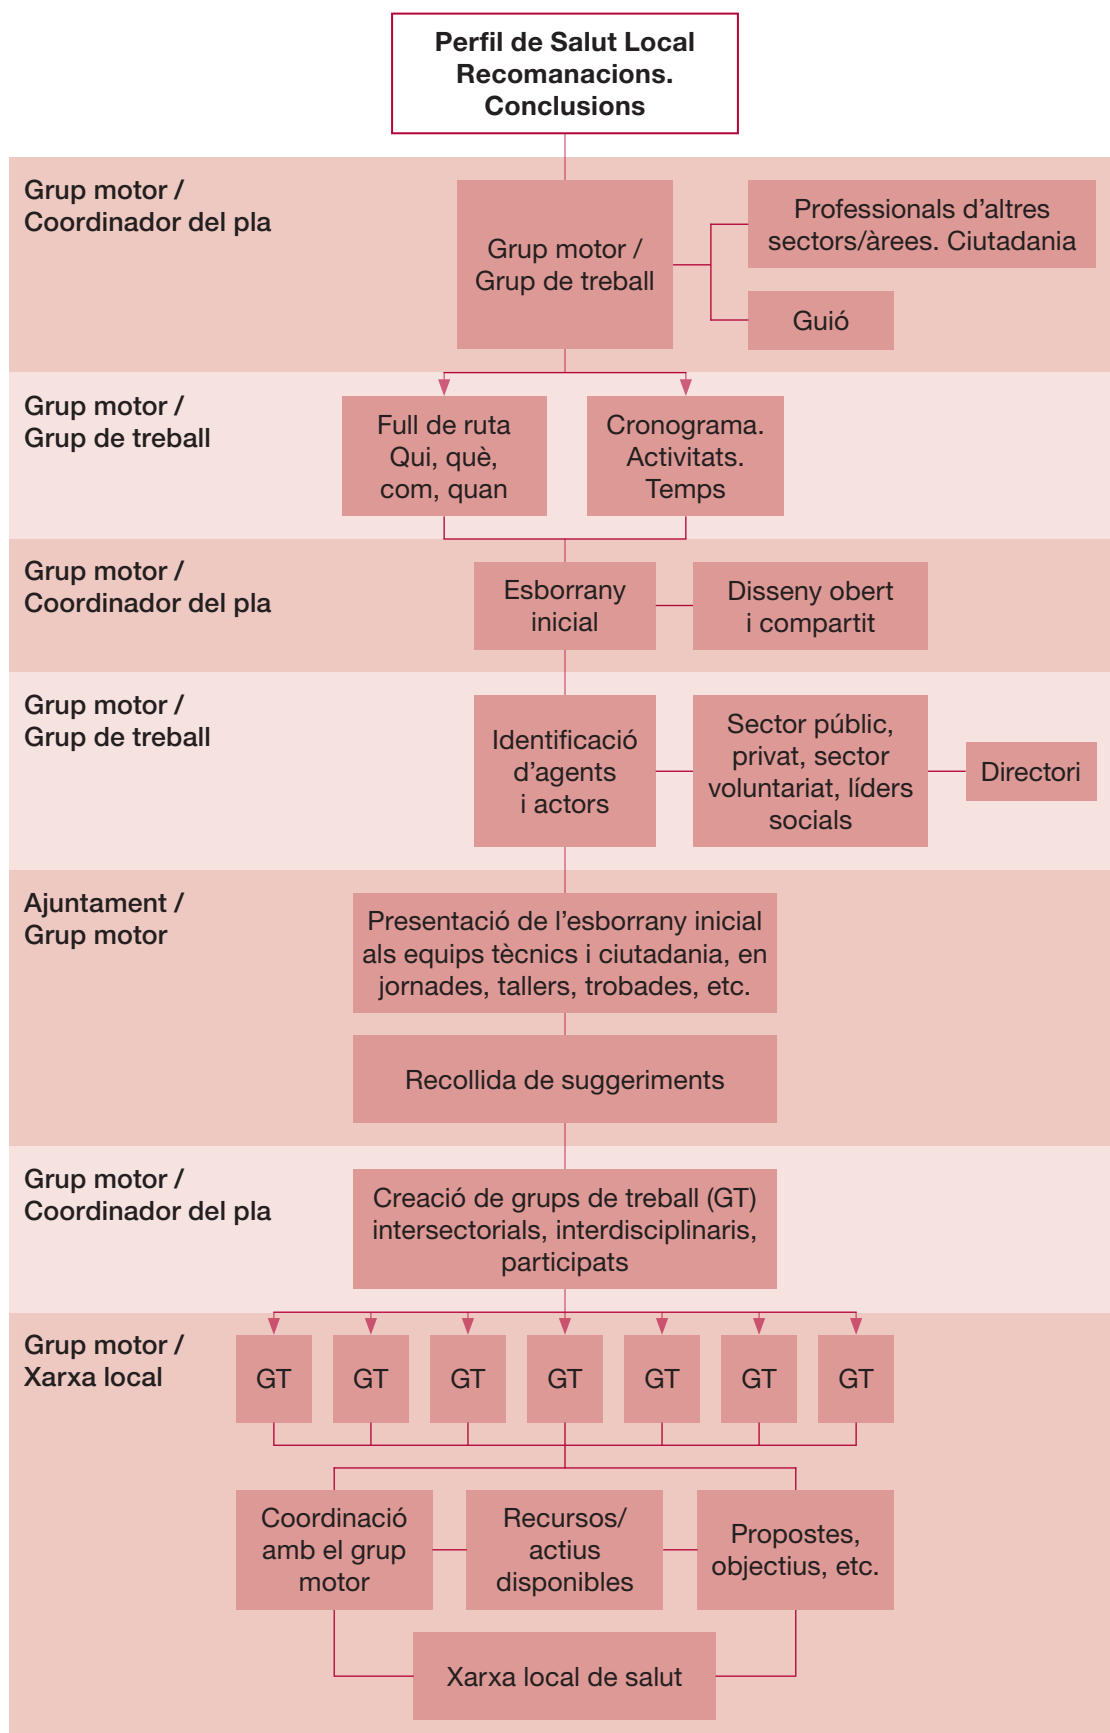 Perfil de Salut Local
Recomanacions.
Conclusions
Grup motor /
Coordinador del pla
Grup motor /
Grup de treball
Professionals d’altres
sectors/àrees. Ciutadania
Guió
Grup motor /
Grup de treball
Full de ruta
Qui, què,
com, quan
Cronograma.
Activitats.
Temps
Grup motor /
Coordinador del pla
Esborrany
inicial
Disseny obert
i compartit
Grup motor /
Grup de treball
Identificació
d’agents
i actors
Sector públic,
privat, sector
voluntariat, líders
socials
Directori
Ajuntament /
Grup motor
Presentació de l’esborrany inicial
als equips tècnics i ciutadania, en
jornades, tallers, trobades, etc.
Recollida de suggeriments
Grup motor /
Coordinador del pla
Creació de grups de treball (GT)
intersectorials, interdisciplinaris,
participats
Grup motor /
Xarxa local
GT
GT
GT
GT
GT
GT
GT
Coordinació
amb el grup
motor
Recursos/
actius
disponibles
Propostes,
objectius, etc.
Xarxa local de salut